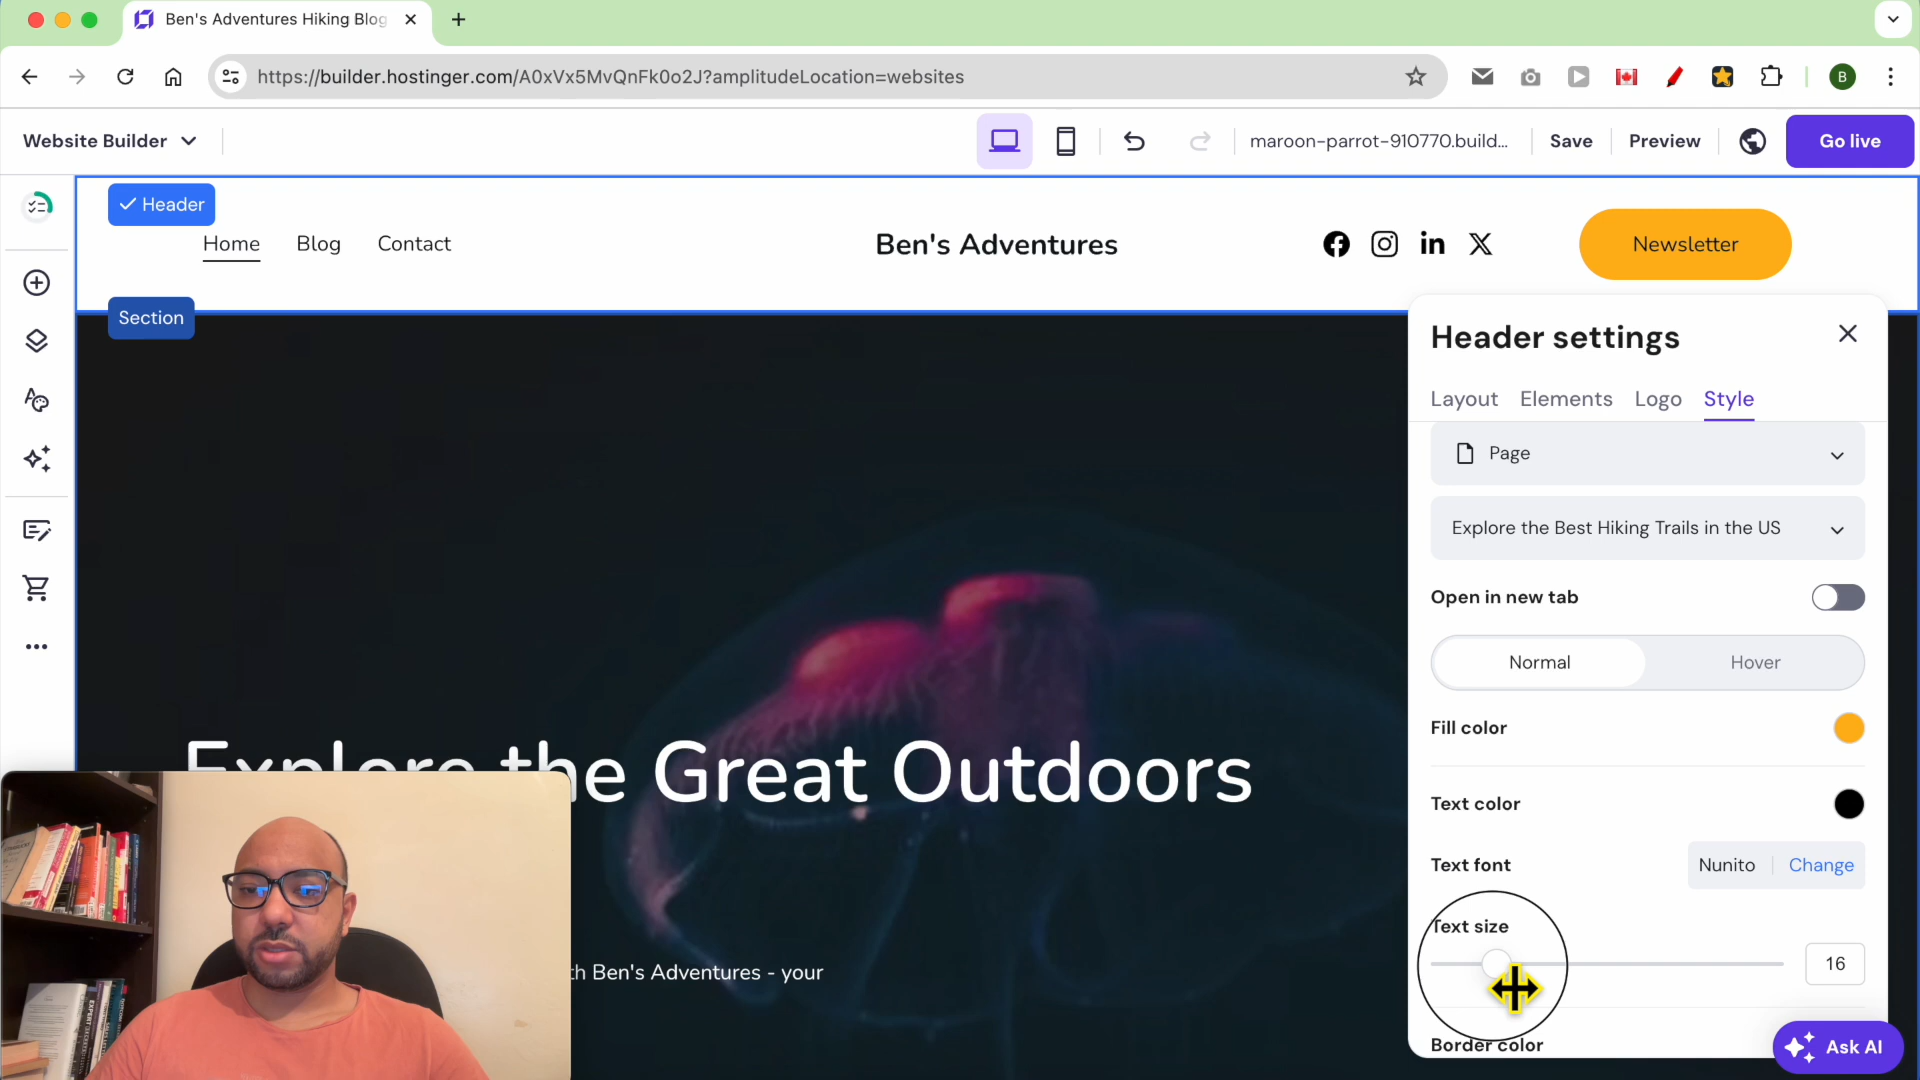 Ben's Adventures Hiking Blog
https://builder.hostinger.com/A0xVx5MvQnFk0o2J?amplitudeLocation=websites
B
Website Builder
maroon-parrot-910770.build...
Save
Preview
Go live
Header
Home
Blog
Contact
Ben's Adventures
Newsletter
Section
Header settings
Layout
Elements
Logo
Style
Page
Explore the Best Hiking Trails in the US
Open in new tab
Normal
Hover
Fill color
Explore the Great Outdoors
Text color
Text font
Nunito
Change
Text size
th Ben's Adventures - your
16
Border color
Ask AI